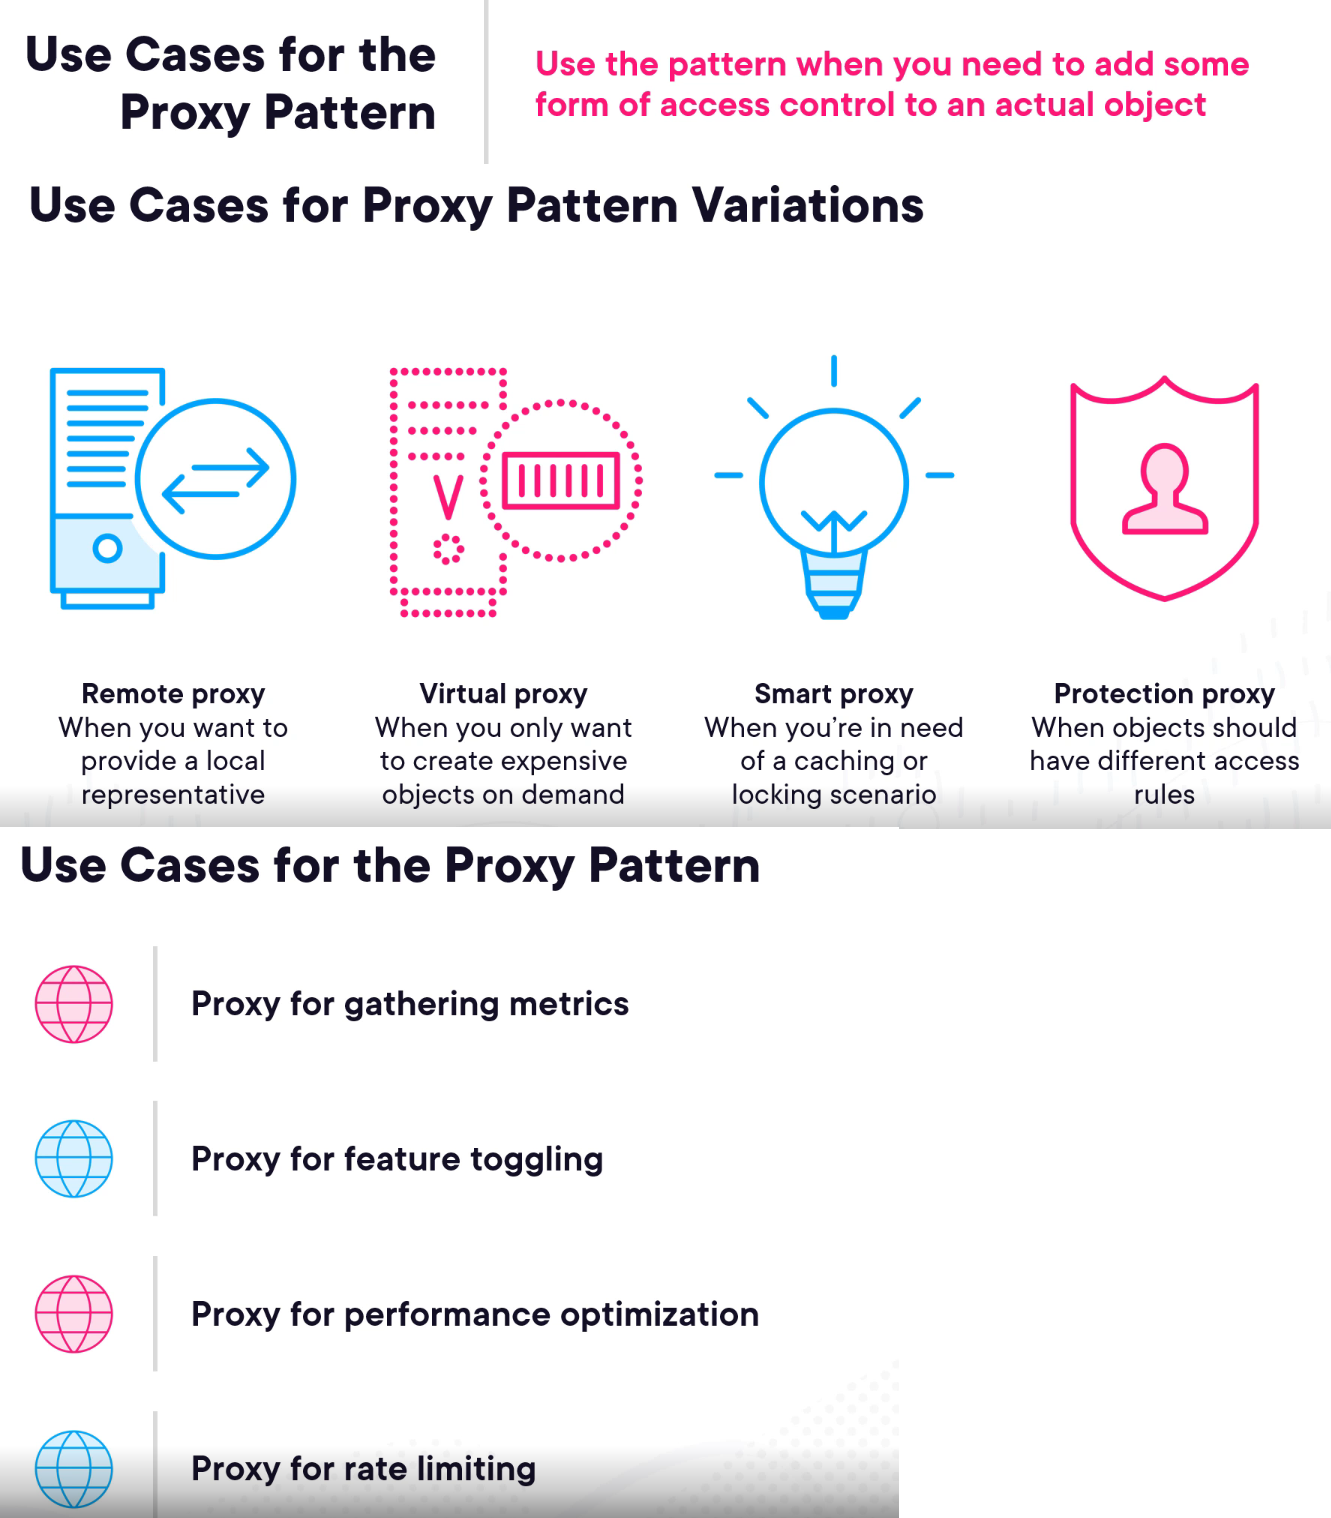 Use Cases for the
Proxy Pattern
Use the pattern when you need to add some
form of access control to an actual object
Use Cases for Proxy Pattern Variations
Remote proxy
When you want to
provide a local
representative
Virtual proxy
When you only want
to create expensive
objects on demand
Smart proxy
When you're in need
of a caching or
locking scenario
Protection proxy
When objects should
have different access
rules
Use Cases for the Proxy Pattern
Proxy for gathering metrics
Proxy for feature toggling
Proxy for performance optimization
Proxy for rate limiting